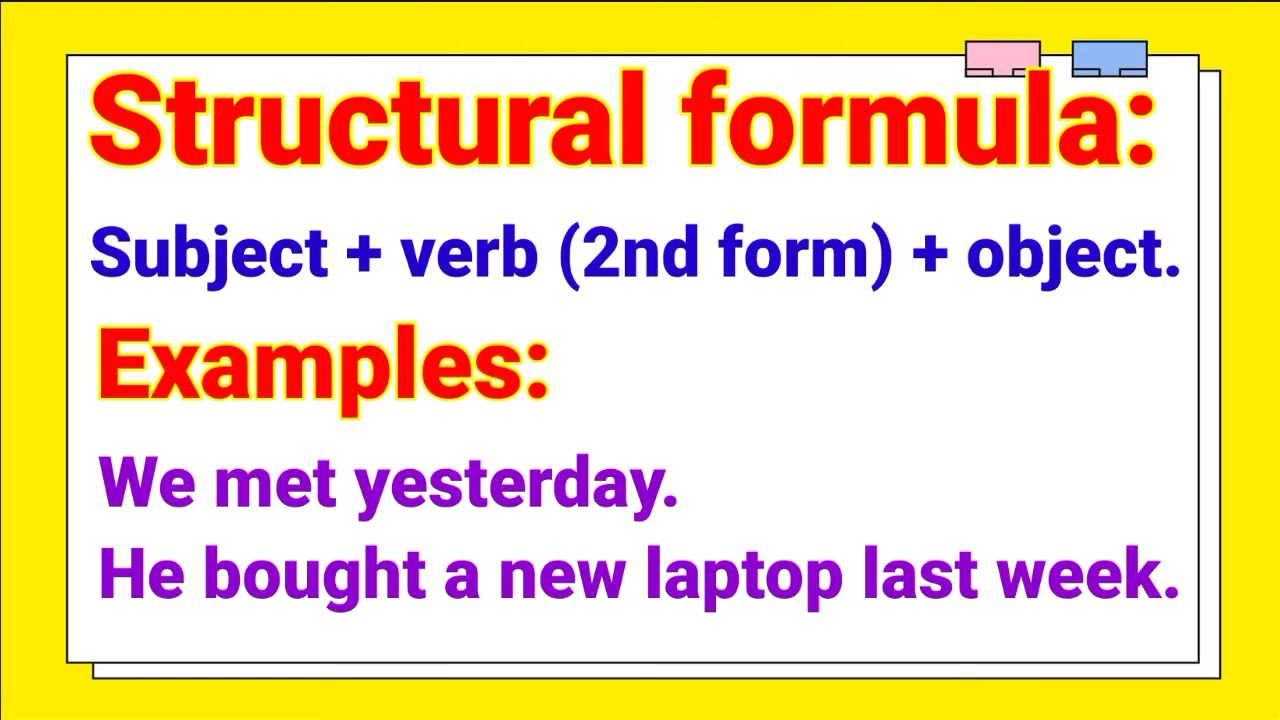 Structural formula:
Subject + verb (2nd form) + object.
Examples:
We met yesterday.
He bought a new laptop last week.